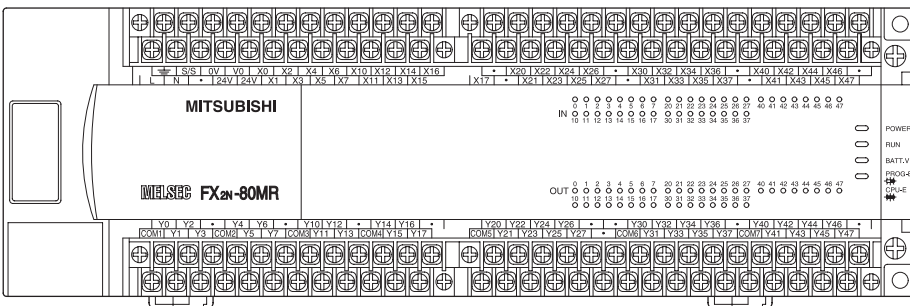 ⏚ S/S 0V V0 X0 X2 X4 X6 X10 X12 X14 X16 • X20 X22 X24 X26 • X30 X32 X34 X36 • X40 X42 X44 X46 •
L N • 24V 24V X1 X3 X5 X7 X11 X13 X15 X17 • X21 X23 X25 X27 • X31 X33 X35 X37 • X41 X43 X45 X47
MITSUBISHI
0 1 2 3 4 5 6 7 20 21 22 23 24 25 26 27 40 41 42 43 44 45 46 47
IN
10 11 12 13 14 15 16 17 30 31 32 33 34 35 36 37
POWER
RUN
BATT.V
PROG-E
CPU-E
MELSEC FX2N-80MR
0 1 2 3 4 5 6 7 20 21 22 23 24 25 26 27 40 41 42 43 44 45 46 47
OUT
10 11 12 13 14 15 16 17 30 31 32 33 34 35 36 37
Y0 Y2 • Y4 Y6 • Y10 Y12 • Y14 Y16 • Y20 Y22 Y24 Y26 • Y30 Y32 Y34 Y36 • Y40 Y42 Y44 Y46 •
COM1 Y1 Y3 COM2 Y5 Y7 COM3 Y11 Y13 COM4 Y15 Y17 COM5 Y21 Y23 Y25 Y27 • COM6 Y31 Y33 Y35 Y37 COM7 Y41 Y43 Y45 Y47